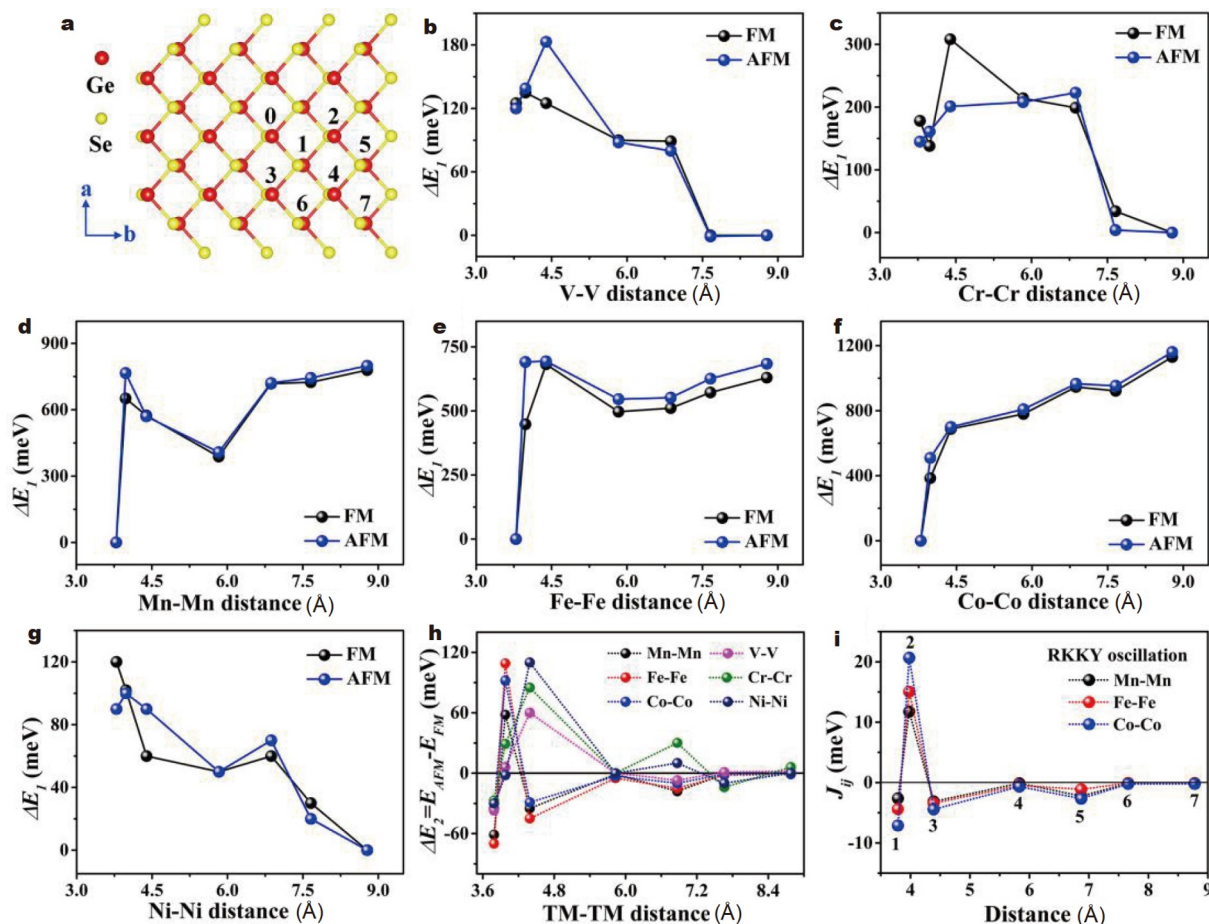 a
Ge
Se
a
b
0
2
1
5
3
4
6
7
b
FM
AFM
180
120
60
0
ΔE1 (meV)
3.0 4.5 6.0 7.5 9.0
V-V distance (Å)
c
FM
AFM
300
200
100
0
ΔE1 (meV)
3.0 4.5 6.0 7.5 9.0
Cr-Cr distance (Å)
d
900
600
300
0
ΔE1 (meV)
FM
AFM
3.0 4.5 6.0 7.5 9.0
Mn-Mn distance (Å)
e
750
500
250
0
ΔE1 (meV)
FM
AFM
3.0 4.5 6.0 7.5 9.0
Fe-Fe distance (Å)
f
1200
800
400
0
ΔE1 (meV)
FM
AFM
3.0 4.5 6.0 7.5 9.0
Co-Co distance (Å)
g
FM
AFM
120
80
40
0
ΔE1 (meV)
3.0 4.5 6.0 7.5 9.0
Ni-Ni distance (Å)
h
Mn-Mn V-V
Fe-Fe Cr-Cr
Co-Co Ni-Ni
120
60
0
-60
ΔE2=EAFM-EFM (meV)
3.6 4.8 6.0 7.2 8.4
TM-TM distance (Å)
i
RKKY oscillation
Mn-Mn
Fe-Fe
Co-Co
20
10
0
-10
Jij (meV)
2
1
3
4
5
6
7
4 5 6 7 8 9
Distance (Å)